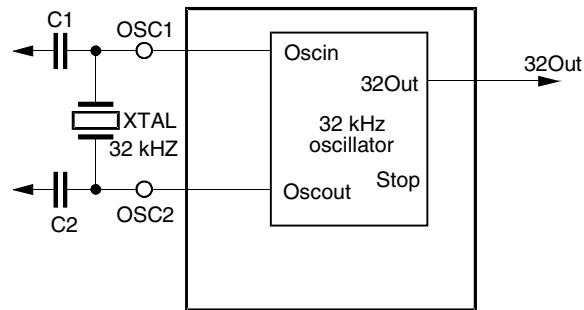 C1
OSC1
Oscin
32Out
32Out
XTAL
32 kHZ
32 kHz
oscillator
Stop
Oscout
OSC2
C2